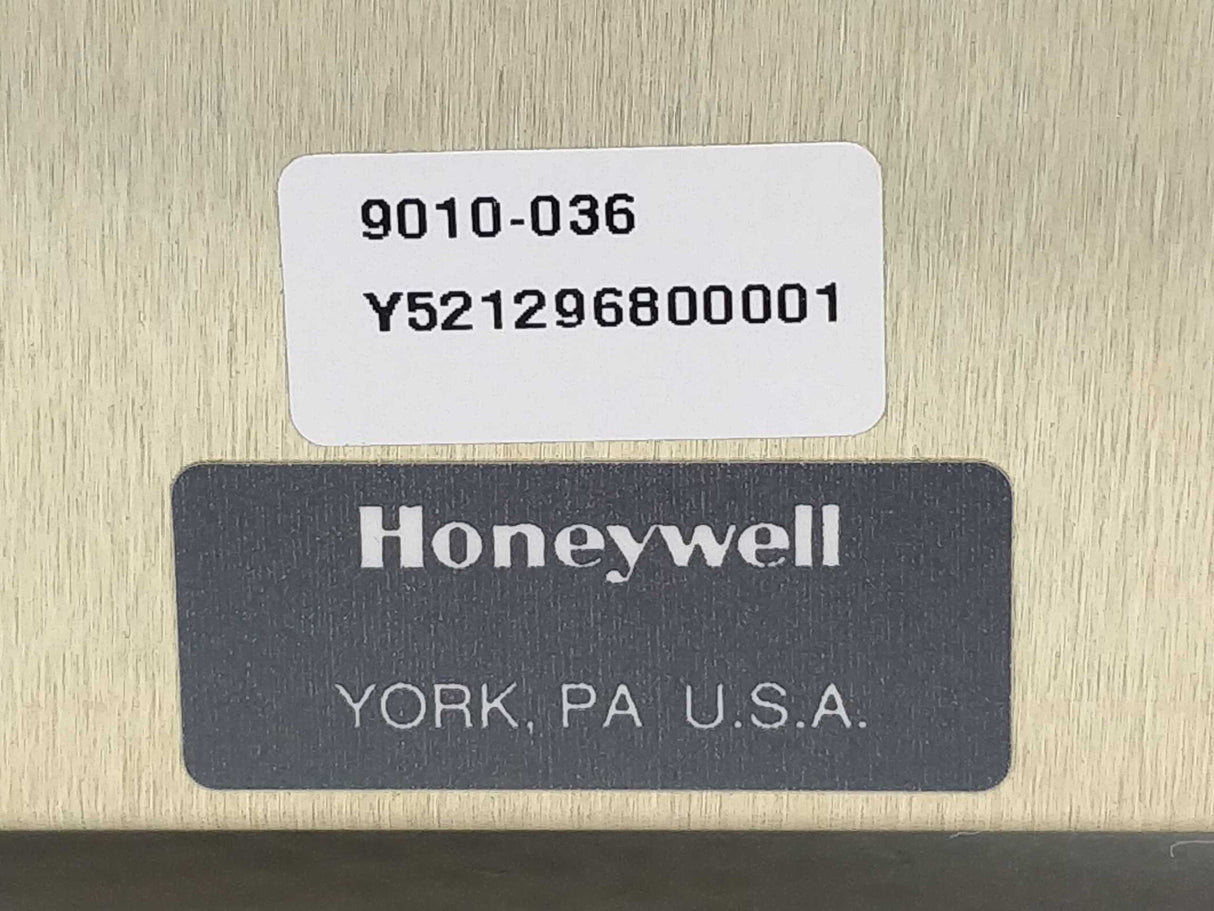 9010-036
Y521296800001
Honeywell
YORK, PA U.S.A.